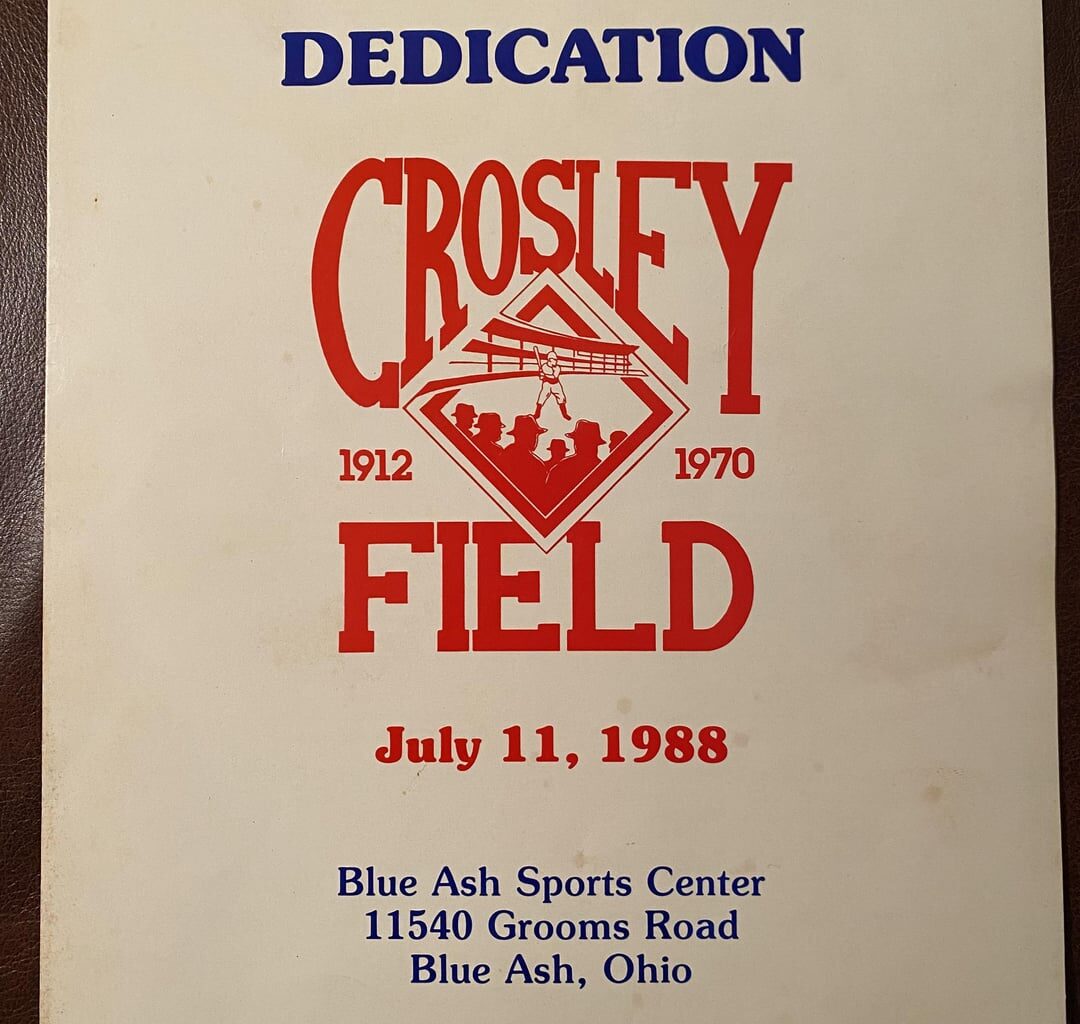 DEDICATION
CROSLEY
1912 1970
FIELD
July 11, 1988
Blue Ash Sports Center
11540 Grooms Road
Blue Ash, Ohio